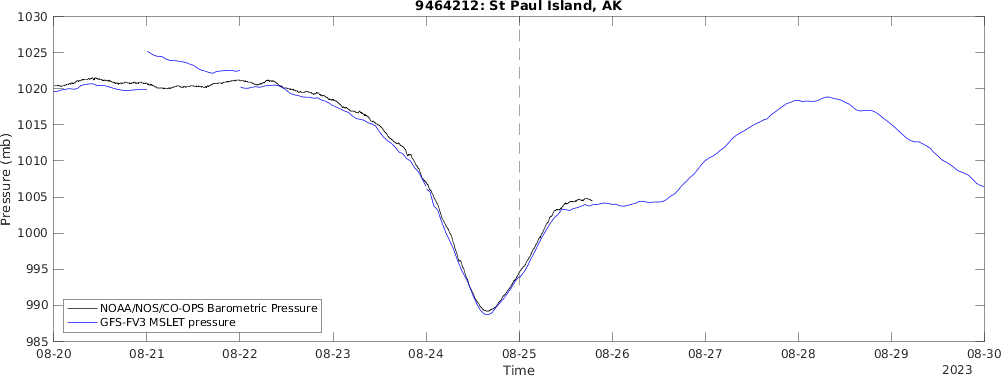 9464212: St Paul Island, AK
1030
1025
1020
1015
1010
1005
1000
995
990
985
Pressure (mb)
NOAA/NOS/CO-OPS Barometric Pressure
GFS-FV3 MSLET pressure
08-20 08-21 08-22 08-23 08-24 08-25 08-26 08-27 08-28 08-29 08-30
Time
2023